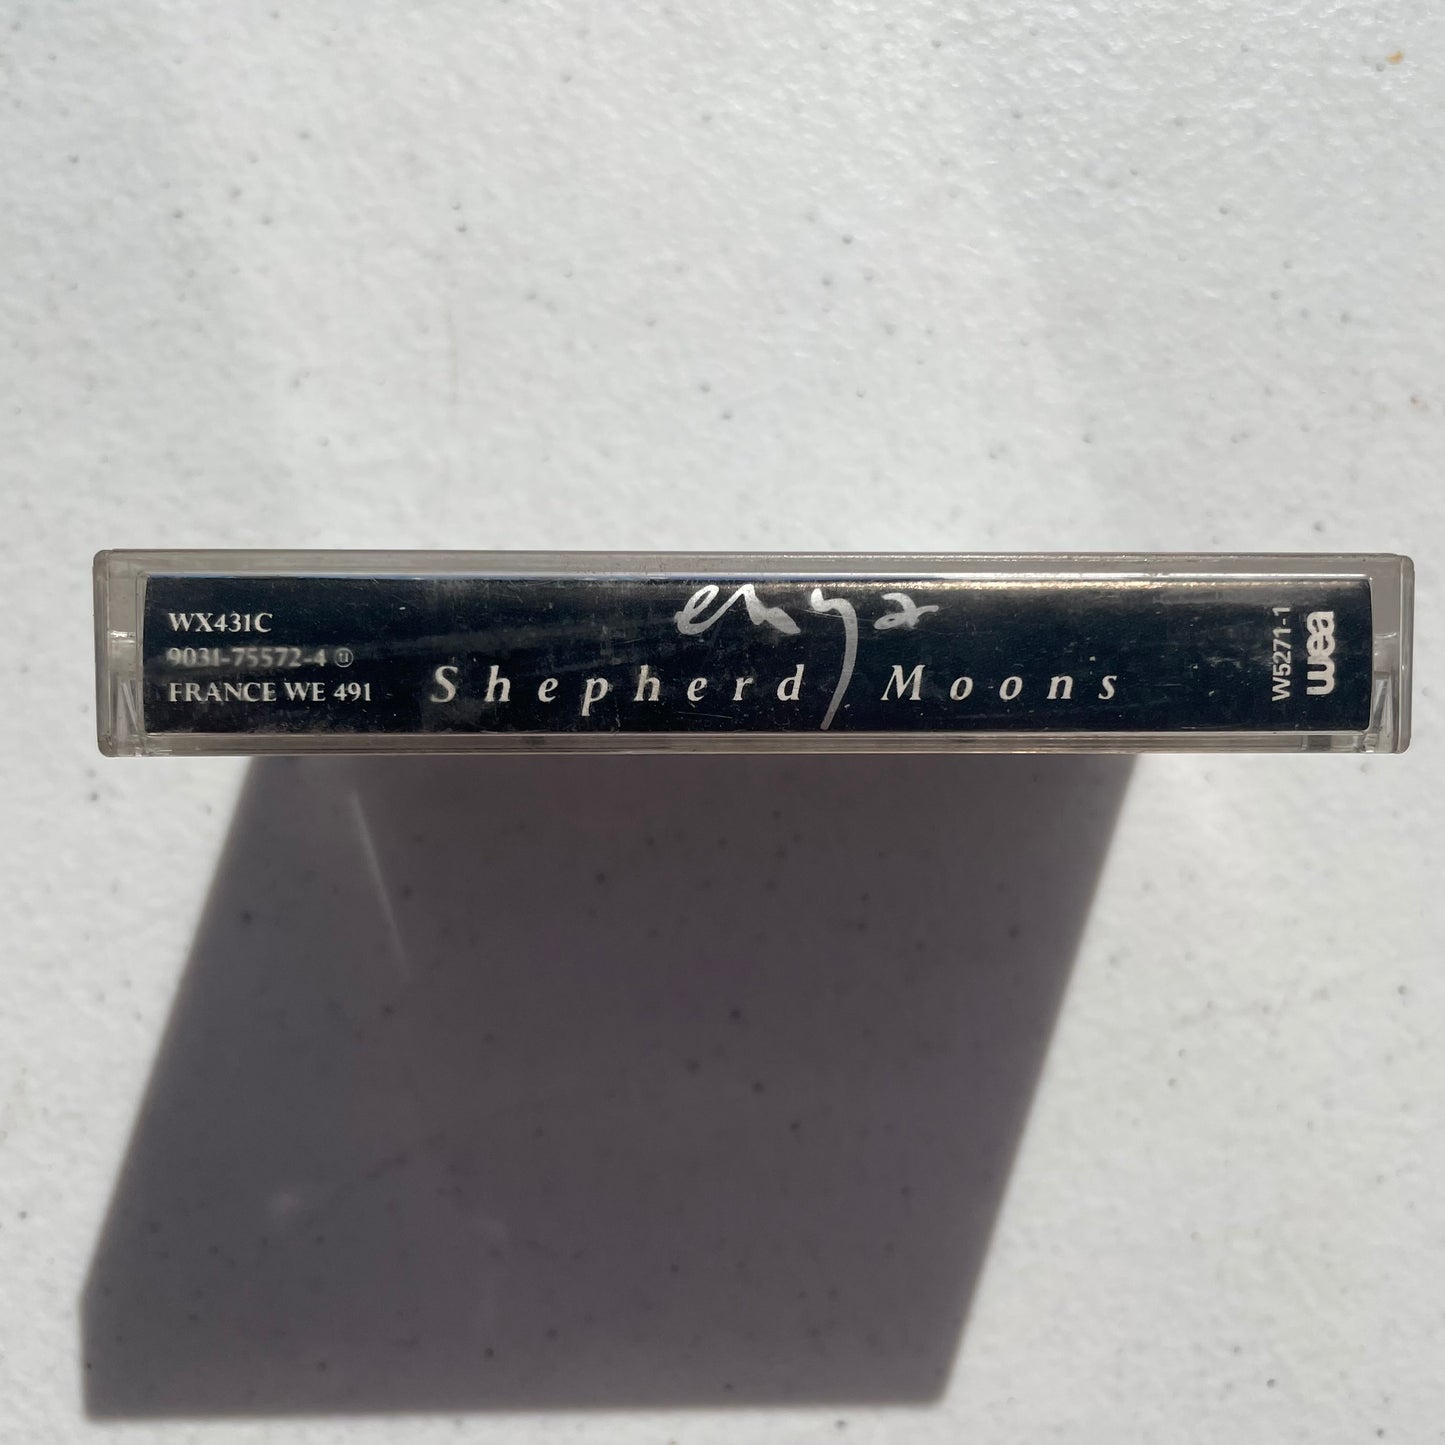 WX431C
9031-75572-4 Ⓤ
FRANCE WE 491
enya
Shepherd Moons
W5271-1
wea